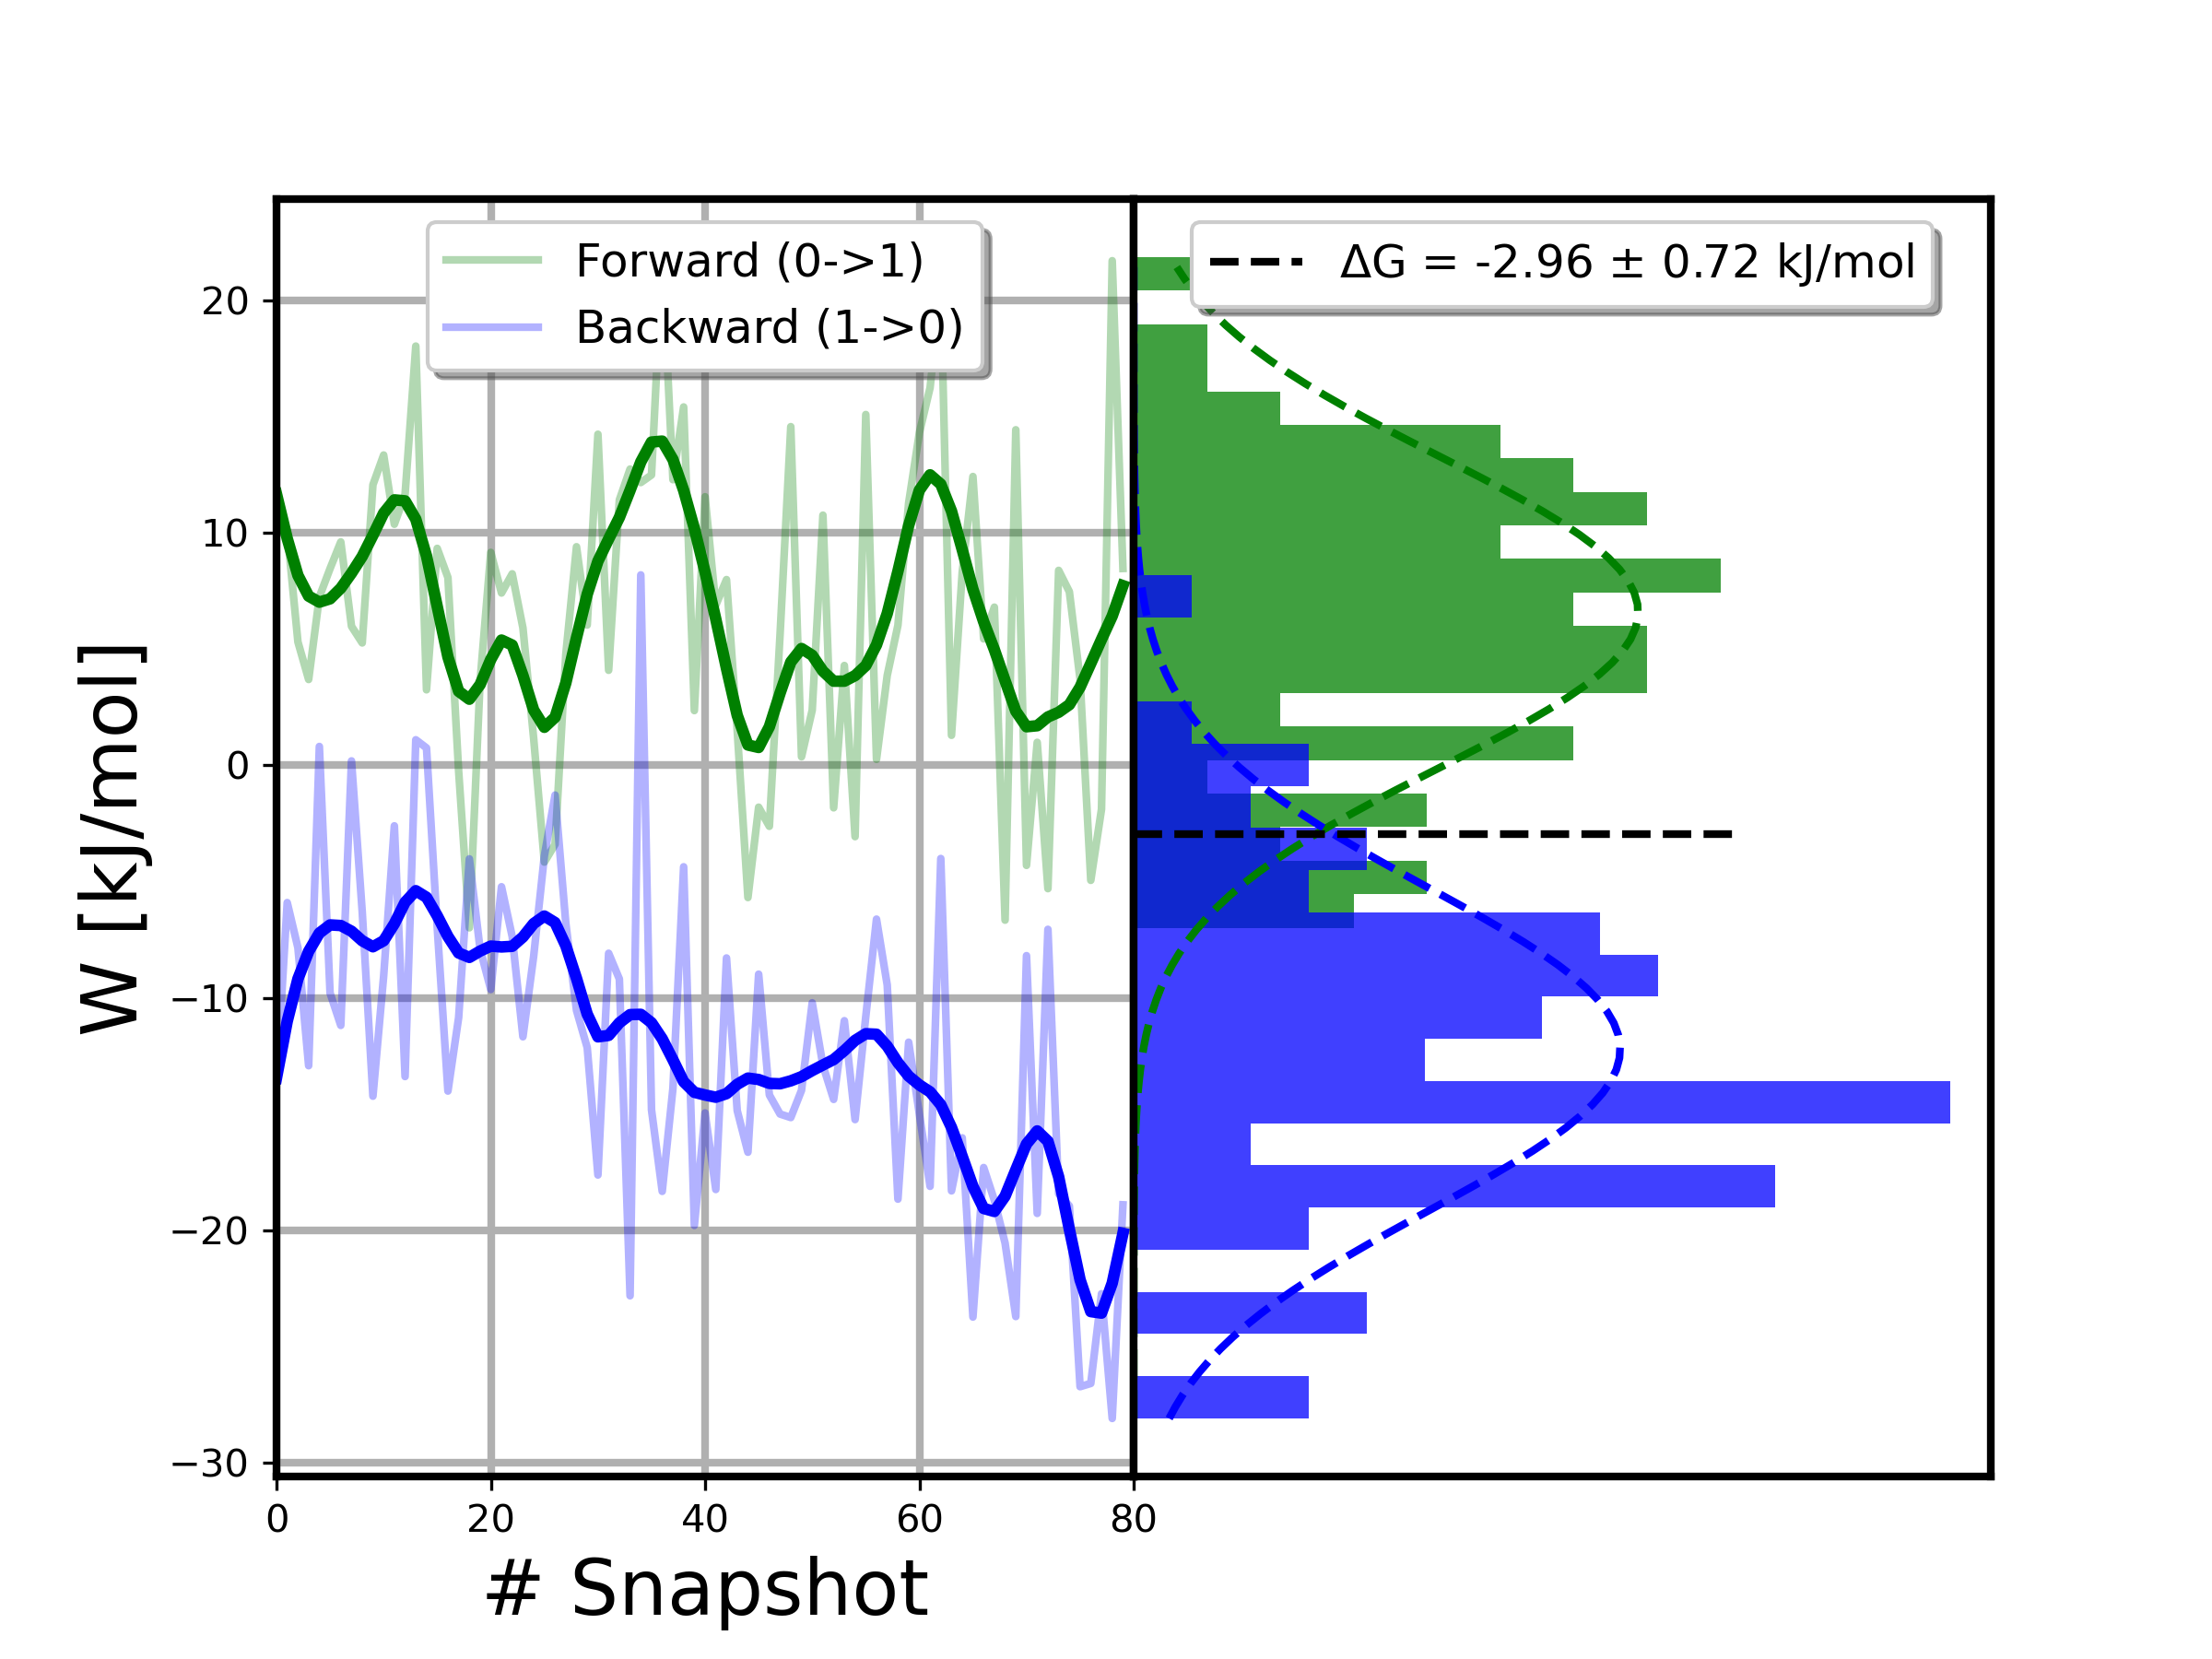 Forward (0->1)
Backward (1->0)
ΔG = -2.96 ± 0.72 kJ/mol
W [kJ/mol]
20
10
0
−10
−20
−30
0
20
40
60
80
# Snapshot